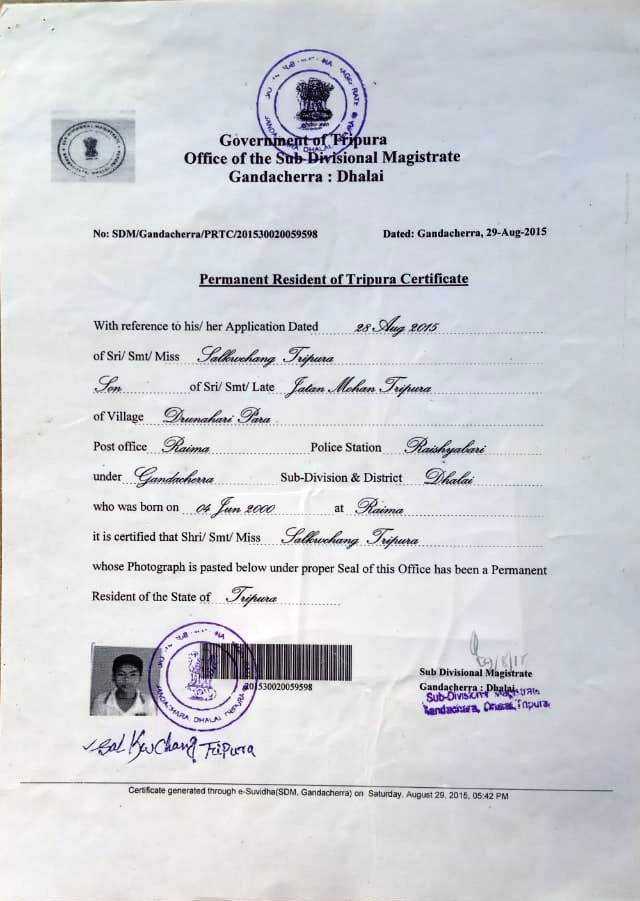 Government of Tripura
Office of the Sub Divisional Magistrate
Gandacherra : Dhalai
No: SDM/Gandacherra/PRTC/201530020059598 Dated: Gandacherra, 29-Aug-2015
Permanent Resident of Tripura Certificate
With reference to his/ her Application Dated 28 Aug 2015
of Sri/ Smt/ Miss Salkwchang Tripura
Son of Sri/ Smt/ Late Jatan Mohan Tripura
of Village Drunahari Para
Post office Raima Police Station Raishyabari
under Gandacherra Sub-Division & District Dhalai
who was born on 04 Jun 2000 at Raima
it is certified that Shri/ Smt/ Miss Salkwchang Tripura
whose Photograph is pasted below under proper Seal of this Office has been a Permanent
Resident of the State of Tripura
201530020059598
GANDACHARA DHALAI TRIPURA
Sub Divisional Magistrate
Gandacherra : Dhalai
Sub-Divisional Magistrate
Gandachara, Dhalai, Tripura
Sal Kwchang Tripura
Certificate generated through e-Suvidha(SDM, Gandacherra) on Saturday, August 29, 2015, 05:42 PM